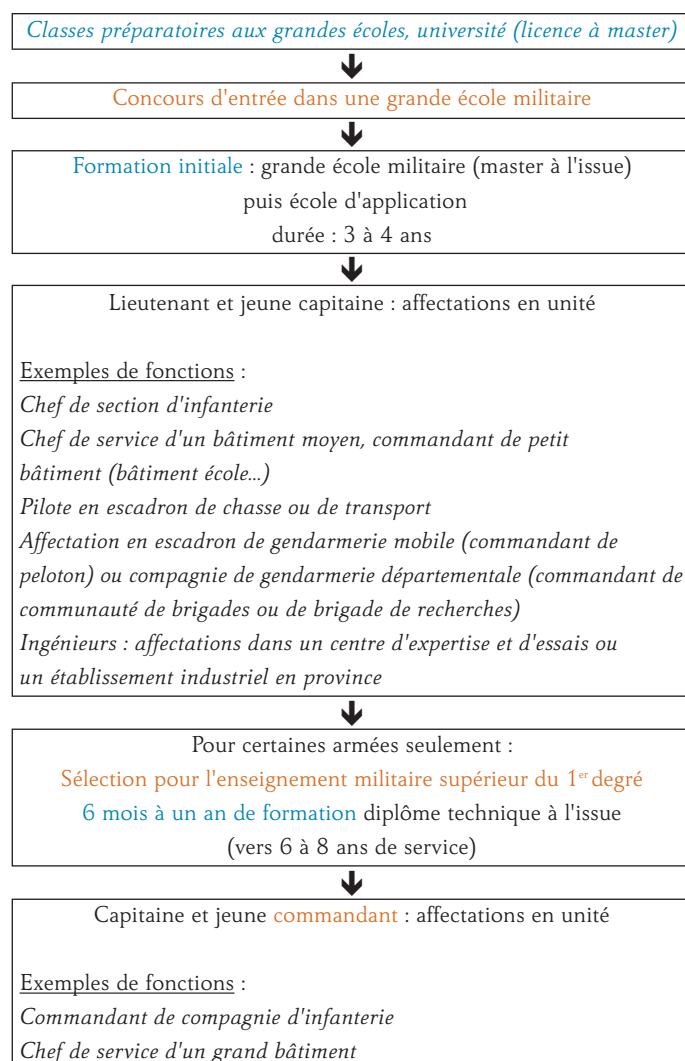 Classes préparatoires aux grandes écoles, université (licence à master)
Concours d'entrée dans une grande école militaire
Formation initiale : grande école militaire (master à l'issue)
puis école d'application
durée : 3 à 4 ans
Lieutenant et jeune capitaine : affectations en unité
Exemples de fonctions :
Chef de section d'infanterie
Chef de service d'un bâtiment moyen, commandant de petit
bâtiment (bâtiment école...)
Pilote en escadron de chasse ou de transport
Affectation en escadron de gendarmerie mobile (commandant de
peloton) ou compagnie de gendarmerie départementale (commandant de
communauté de brigades ou de brigade de recherches)
Ingénieurs : affectations dans un centre d'expertise et d'essais ou
un établissement industriel en province
Pour certaines armées seulement :
Sélection pour l'enseignement militaire supérieur du 1er degré
6 mois à un an de formation diplôme technique à l'issue
(vers 6 à 8 ans de service)
Capitaine et jeune commandant : affectations en unité
Exemples de fonctions :
Commandant de compagnie d'infanterie
Chef de service d'un grand bâtiment